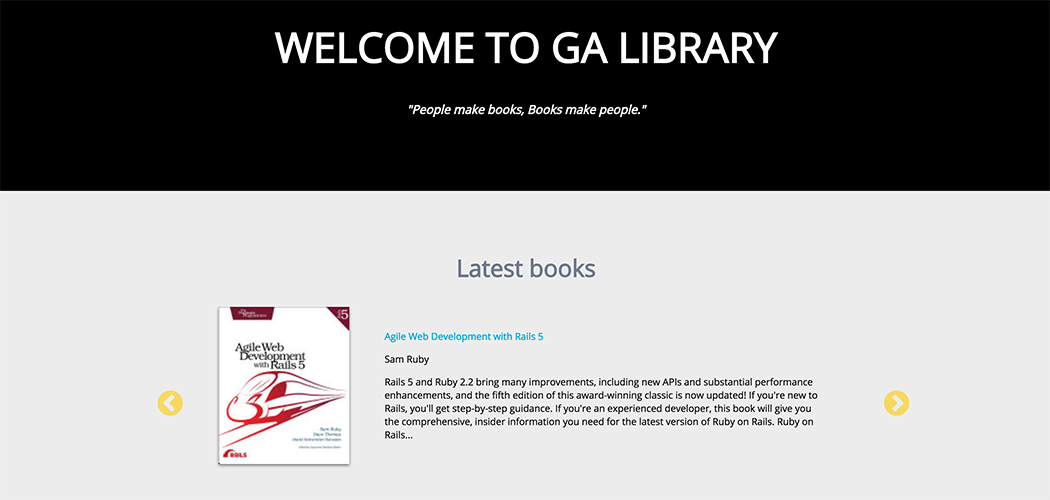 WELCOME TO GA LIBRARY
"People make books, Books make people."
Latest books
Agile Web
Development
with Rails 5
Sam Ruby
Dave Thomas
David Heinemeier Hansson
RAILS
Agile Web Development with Rails 5
Sam Ruby
Rails 5 and Ruby 2.2 bring many improvements, including new APIs and substantial performance
enhancements, and the fifth edition of this award-winning classic is now updated! If you're new to
Rails, you'll get step-by-step guidance. If you're an experienced developer, this book will give you
the comprehensive, insider information you need for the latest version of Ruby on Rails. Ruby on
Rails...